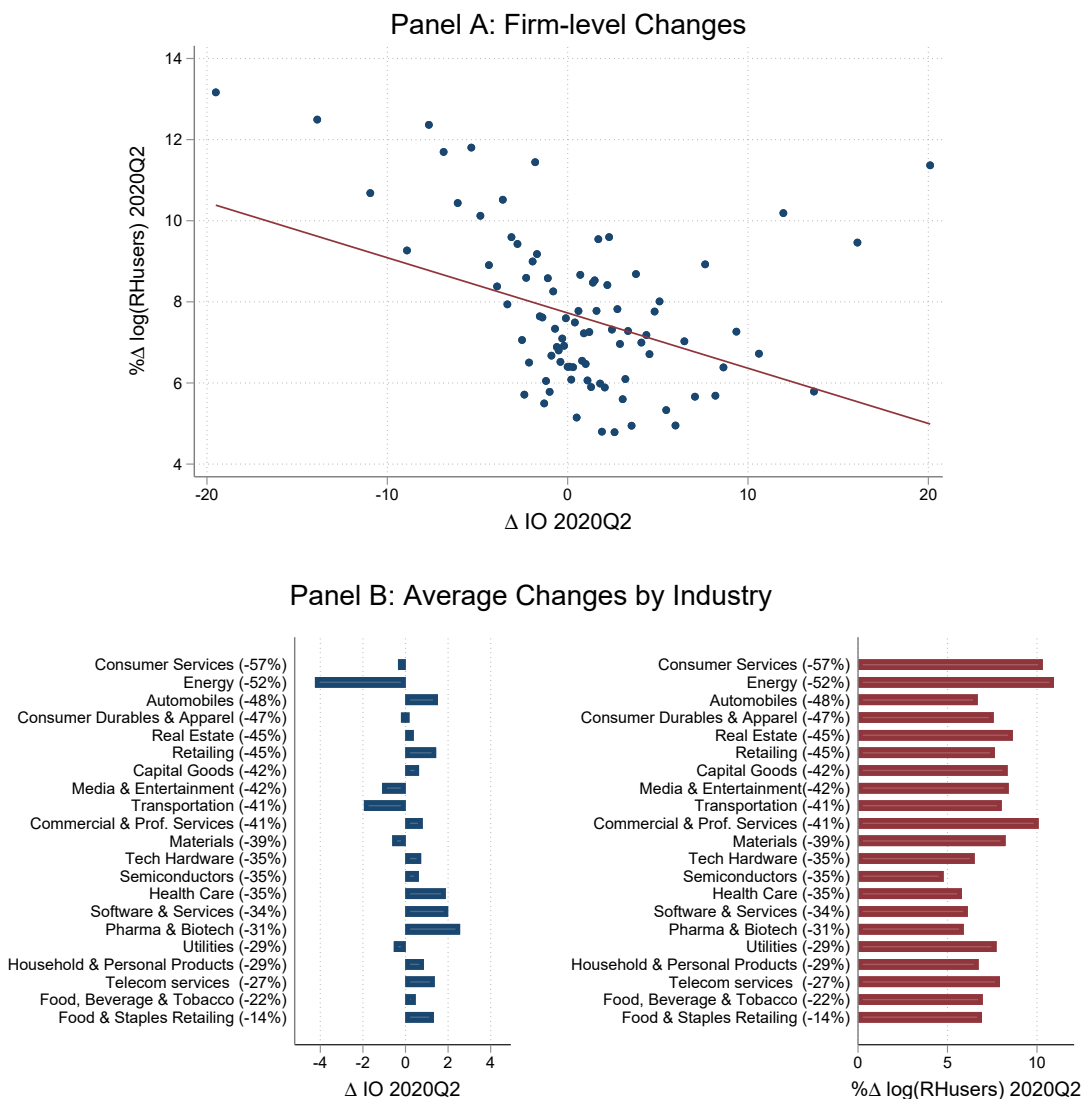 Panel A: Firm-level Changes
14
12
10
8
6
4
%Δ log(RHusers) 2020Q2
-20 -10 0 10 20
Δ IO 2020Q2
Panel B: Average Changes by Industry
Consumer Services (-57%)
Energy (-52%)
Automobiles (-48%)
Consumer Durables & Apparel (-47%)
Real Estate (-45%)
Retailing (-45%)
Capital Goods (-42%)
Media & Entertainment (-42%)
Transportation (-41%)
Commercial & Prof. Services (-41%)
Materials (-39%)
Tech Hardware (-35%)
Semiconductors (-35%)
Health Care (-35%)
Software & Services (-34%)
Pharma & Biotech (-31%)
Utilities (-29%)
Household & Personal Products (-29%)
Telecom services (-27%)
Food, Beverage & Tobacco (-22%)
Food & Staples Retailing (-14%)
-4 -2 0 2 4
Δ IO 2020Q2
Consumer Services (-57%)
Energy (-52%)
Automobiles (-48%)
Consumer Durables & Apparel (-47%)
Real Estate (-45%)
Retailing (-45%)
Capital Goods (-42%)
Media & Entertainment(-42%)
Transportation (-41%)
Commercial & Prof. Services (-41%)
Materials (-39%)
Tech Hardware (-35%)
Semiconductors (-35%)
Health Care (-35%)
Software & Services (-34%)
Pharma & Biotech (-31%)
Utilities (-29%)
Household & Personal Products (-29%)
Telecom services (-27%)
Food, Beverage & Tobacco (-22%)
Food & Staples Retailing (-14%)
0 5 10
%Δ log(RHusers) 2020Q2